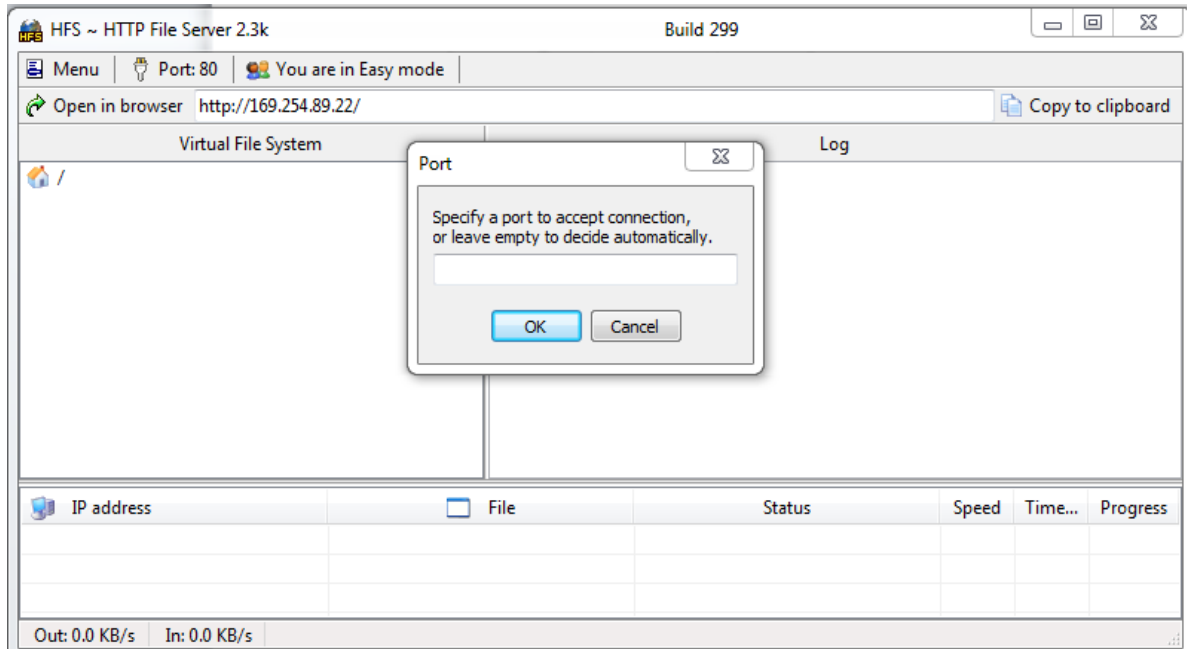 HFS ~ HTTP File Server 2.3k Build 299
Menu Port: 80 You are in Easy mode
Open in browser http://169.254.89.22/ Copy to clipboard
Virtual File System Log
/
Port
Specify a port to accept connection,
or leave empty to decide automatically.
OK Cancel
IP address File Status Speed Time... Progress
Out: 0.0 KB/s In: 0.0 KB/s